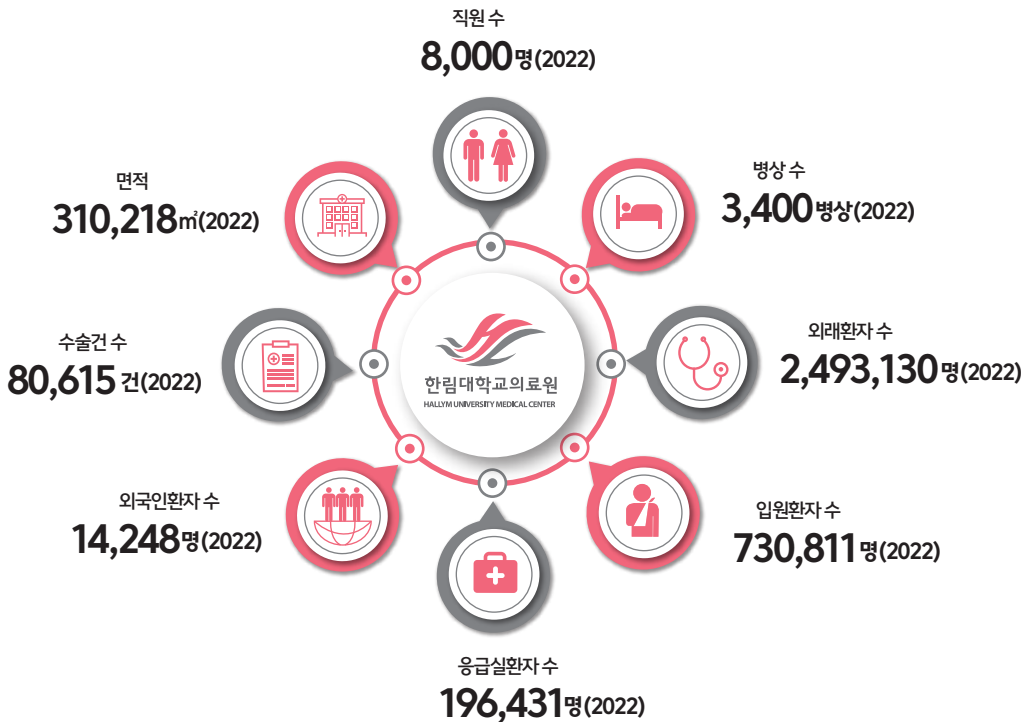 직원 수
8,000명(2022)
병상 수
3,400병상(2022)
외래환자 수
2,493,130명(2022)
입원환자 수
730,811명(2022)
응급실환자 수
196,431명(2022)
외국인환자 수
14,248명(2022)
수술건 수
80,615건(2022)
면적
310,218㎡(2022)
한림대학교의료원
HALLYM UNIVERSITY MEDICAL CENTER